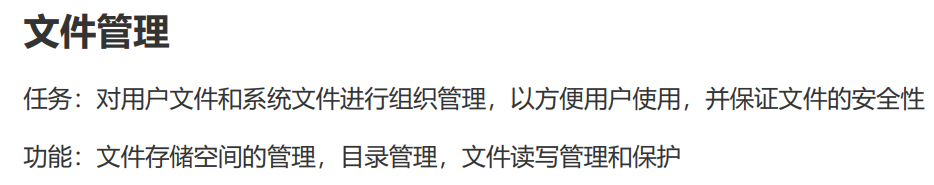 文件管理
任务：对用户文件和系统文件进行组织管理，以方便用户使用，并保证文件的安全性
功能：文件存储空间的管理，目录管理，文件读写管理和保护